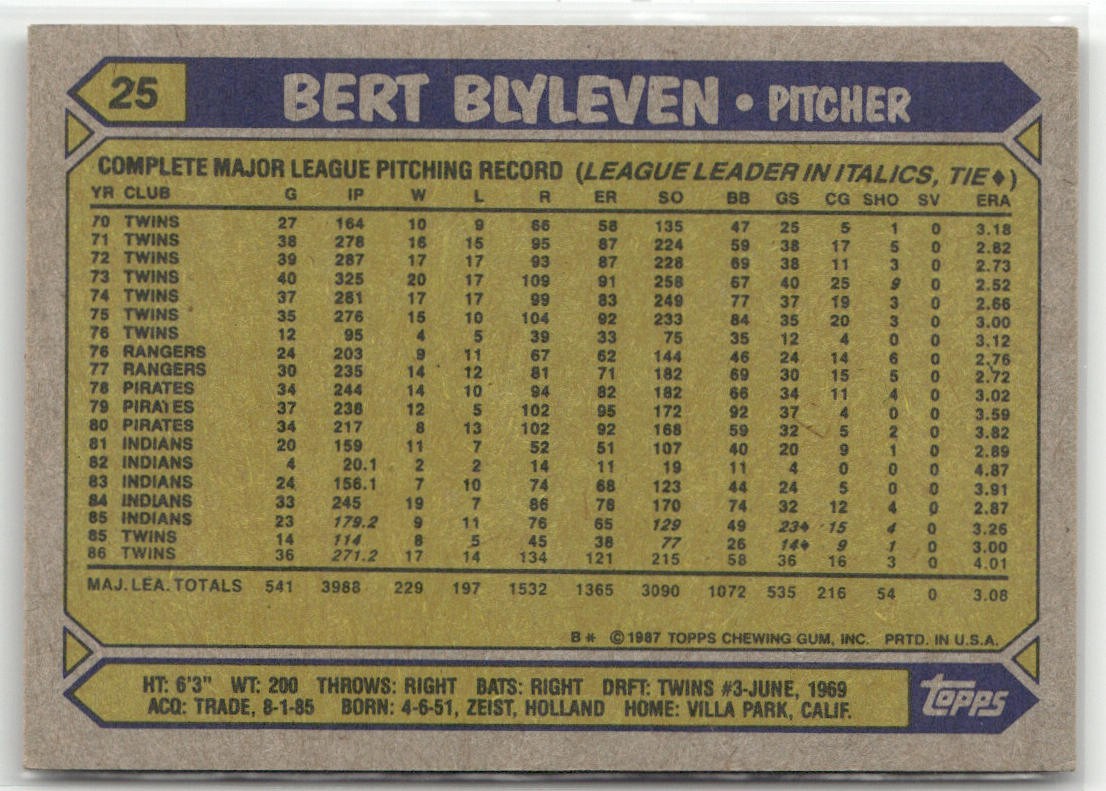 25 BERT BLYLEVEN • PITCHER
COMPLETE MAJOR LEAGUE PITCHING RECORD (LEAGUE LEADER IN ITALICS, TIE♦)
YR CLUB G IP W L R ER SO BB GS CG SHO SV ERA
70 TWINS 27 164 10 9 66 58 135 47 25 5 1 0 3.18
71 TWINS 38 278 16 15 95 87 224 59 38 17 5 0 2.82
72 TWINS 39 287 17 17 93 87 228 69 38 11 3 0 2.73
73 TWINS 40 325 20 17 109 91 258 67 40 25 9 0 2.52
74 TWINS 37 281 17 17 99 83 249 77 37 19 3 0 2.66
75 TWINS 35 276 15 10 104 92 233 84 35 20 3 0 3.00
76 TWINS 12 95 4 5 39 33 75 35 12 4 0 0 3.12
76 RANGERS 24 203 9 11 67 62 144 46 24 14 6 0 2.76
77 RANGERS 30 235 14 12 81 71 182 69 30 15 5 0 2.72
78 PIRATES 34 244 14 10 94 82 182 66 34 11 4 0 3.02
79 PIRATES 37 238 12 5 102 95 172 92 37 4 0 0 3.59
80 PIRATES 34 217 8 13 102 92 168 59 32 5 2 0 3.82
81 INDIANS 20 159 11 7 52 51 107 40 20 9 1 0 2.89
82 INDIANS 4 20.1 2 2 14 11 19 11 4 0 0 0 4.87
83 INDIANS 24 156.1 7 10 74 68 123 44 24 5 0 0 3.91
84 INDIANS 33 245 19 7 86 78 170 74 32 12 4 0 2.87
85 INDIANS 23 179.2 9 11 76 65 129 49 23♦ 15 4 0 3.26
85 TWINS 14 114 8 5 45 38 77 26 14♦ 9 1 0 3.00
86 TWINS 36 271.2 17 14 134 121 215 58 36 16 3 0 4.01
MAJ. LEA. TOTALS 541 3988 229 197 1532 1365 3090 1072 535 216 54 0 3.08
B* ©1987 TOPPS CHEWING GUM, INC. PRTD. IN U.S.A.
HT: 6'3" WT: 200 THROWS: RIGHT BATS: RIGHT DRFT: TWINS #3-JUNE, 1969
ACQ: TRADE, 8-1-85 BORN: 4-6-51, ZEIST, HOLLAND HOME: VILLA PARK, CALIF.
topps